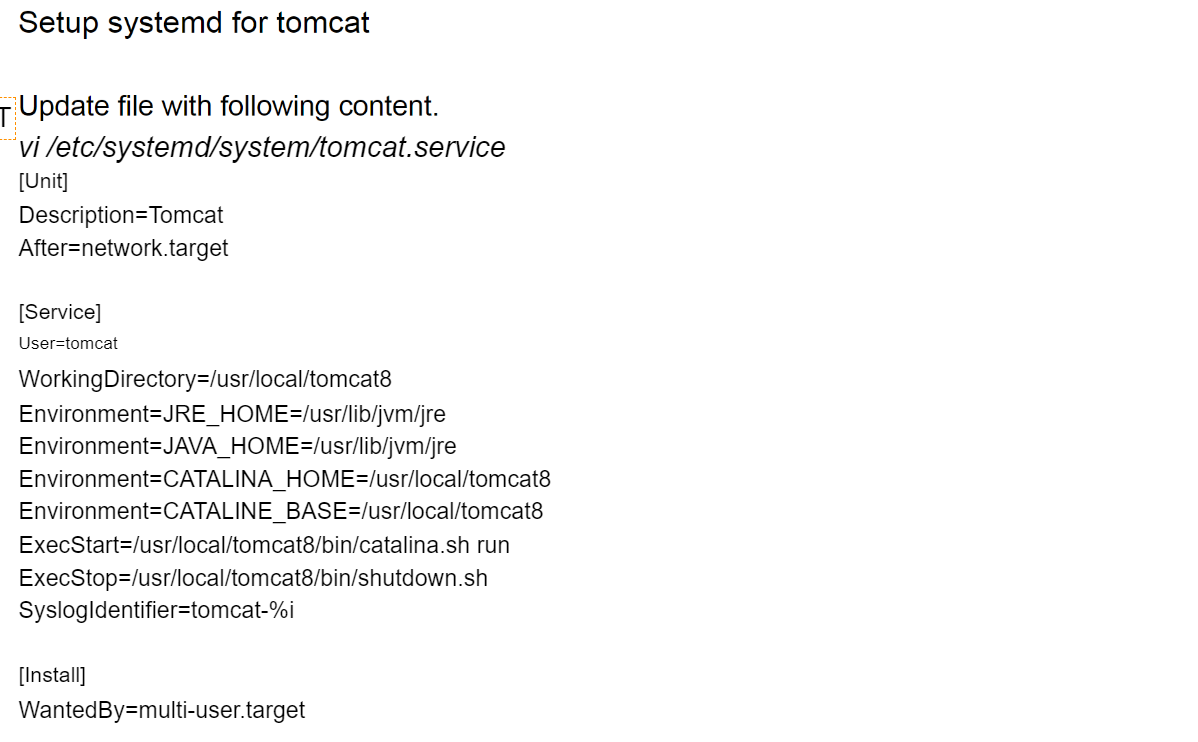 Setup systemd for tomcat
T
Update file with following content.
vi /etc/systemd/system/tomcat.service
[Unit]
Description=Tomcat
After=network.target
[Service]
User=tomcat
WorkingDirectory=/usr/local/tomcat8
Environment=JRE_HOME=/usr/lib/jvm/jre
Environment=JAVA_HOME=/usr/lib/jvm/jre
Environment=CATALINA_HOME=/usr/local/tomcat8
Environment=CATALINE_BASE=/usr/local/tomcat8
ExecStart=/usr/local/tomcat8/bin/catalina.sh run
ExecStop=/usr/local/tomcat8/bin/shutdown.sh
SyslogIdentifier=tomcat-%i
[Install]
WantedBy=multi-user.target